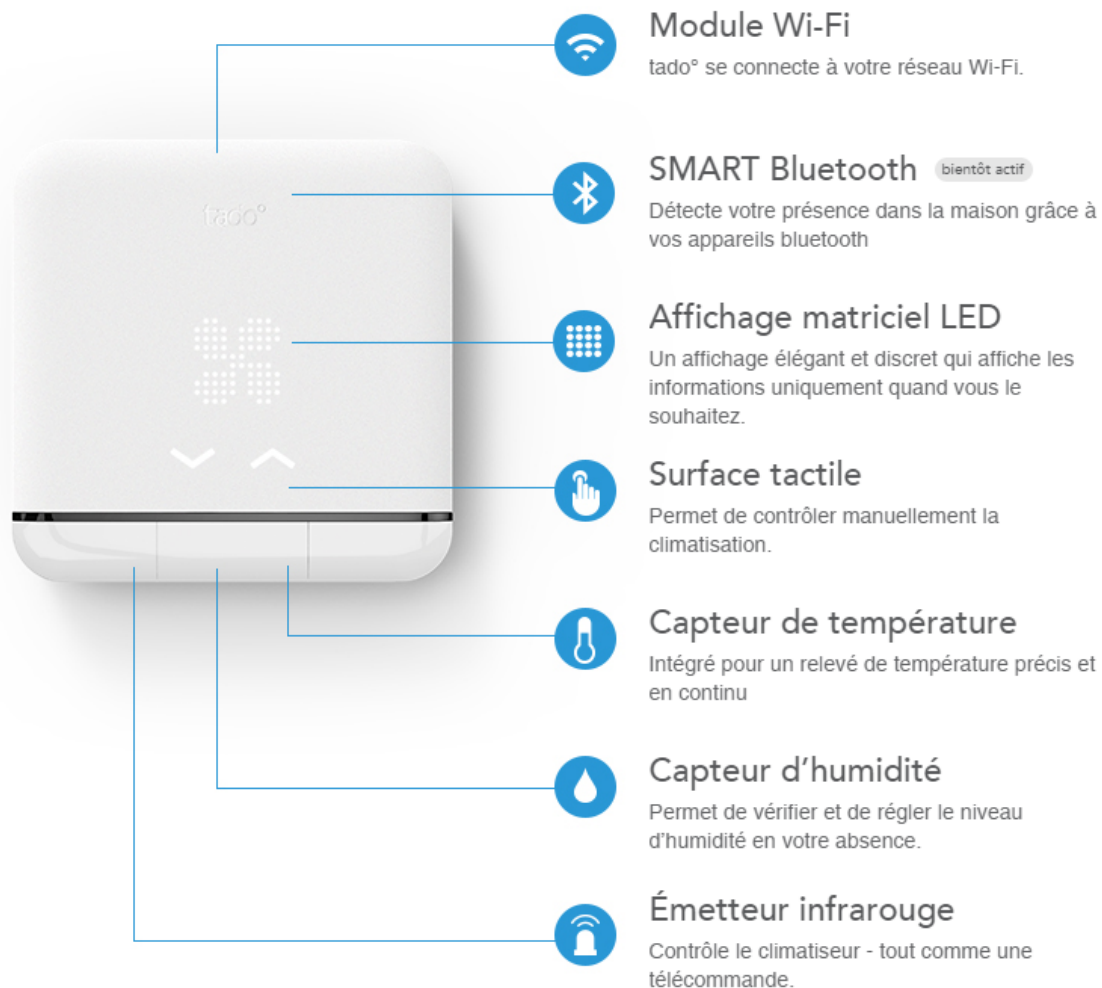 Module Wi-Fi
tado° se connecte à votre réseau Wi-Fi.
SMART Bluetooth bientôt actif
Détecte votre présence dans la maison grâce à
vos appareils bluetooth
tado°
Affichage matriciel LED
Un affichage élégant et discret qui affiche les
informations uniquement quand vous le
souhaitez.
Surface tactile
Permet de contrôler manuellement la
climatisation.
Capteur de température
Intégré pour un relevé de température précis et
en continu
Capteur d’humidité
Permet de vérifier et de régler le niveau
d’humidité en votre absence.
Émetteur infrarouge
Contrôle le climatiseur - tout comme une
télécommande.